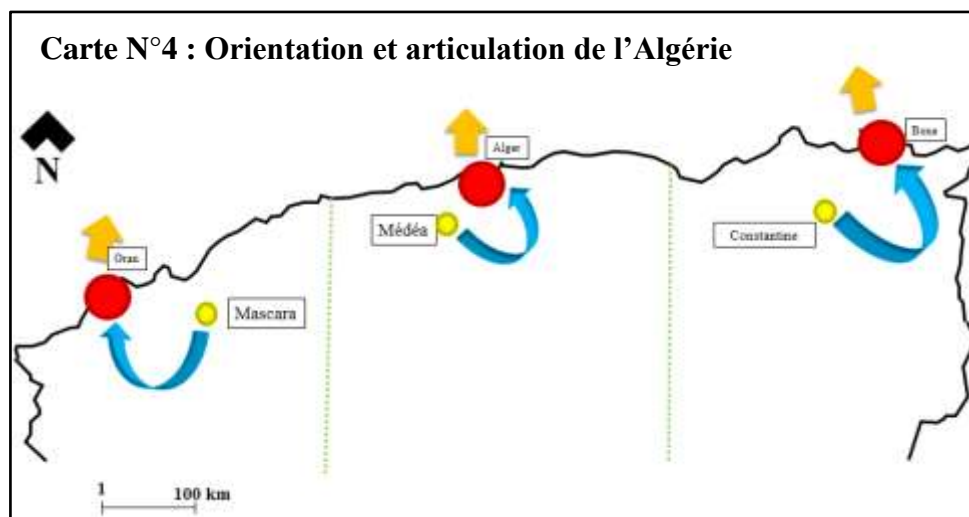 Carte N°4 : Orientation et articulation de l'Algérie
Bone
Alger
N
Médéa
Constantine
Oran
Mascara
1 100 km